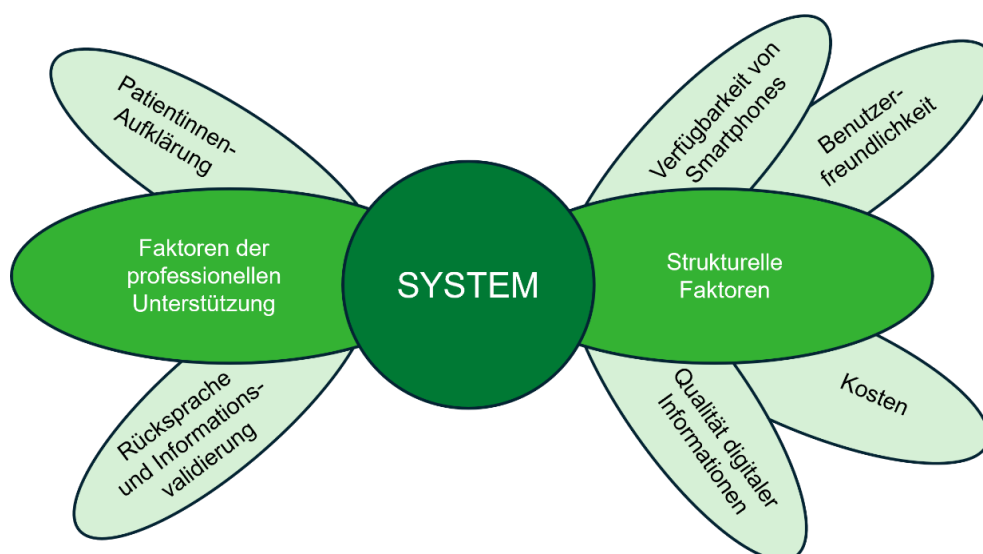 Patientinnen-
Aufklärung
Faktoren der
professionellen
Unterstützung
Rücksprache
und Informations-
validierung
SYSTEM
Verfügbarkeit von
Smartphones
Benutzer-
freundlichkeit
Strukturelle
Faktoren
Qualität digitaler
Informationen
Kosten